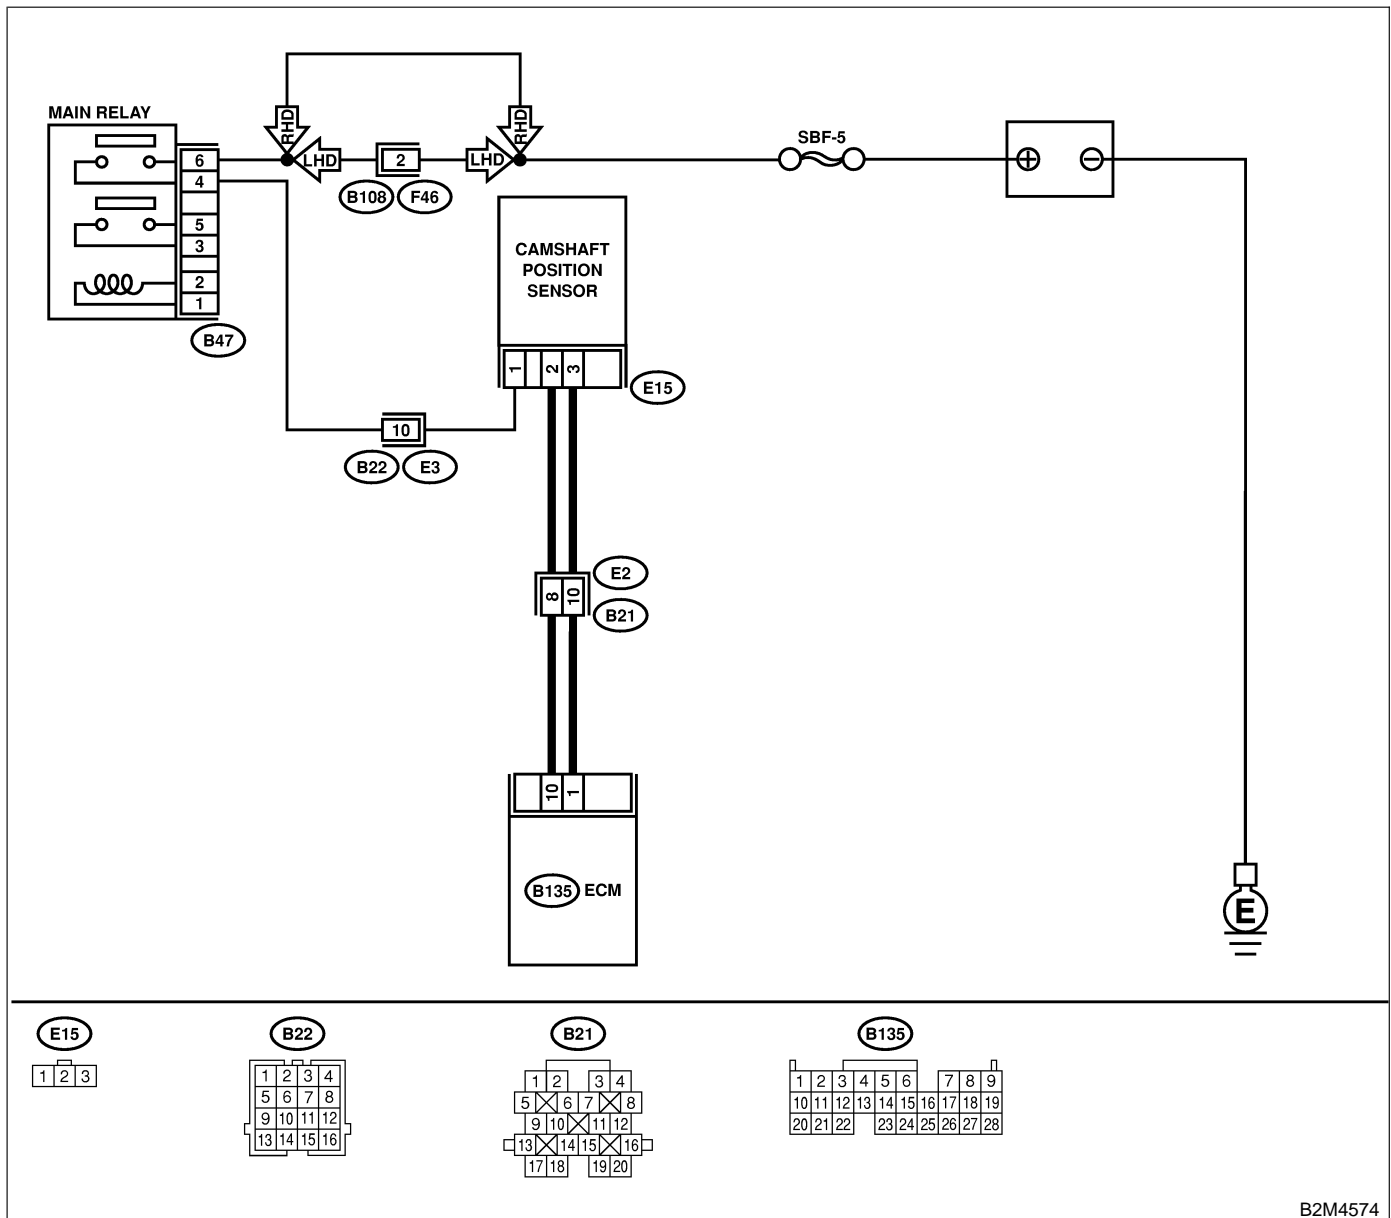 MAIN RELAY
RHD
RHD
SBF-5
6
LHD
2
LHD
+
−
4
B108
F46
5
3
2
1
B47
CAMSHAFT
POSITION
SENSOR
1
2
3
E15
10
B22
E3
E2
8
10
B21
10
1
B135
ECM
E
E15
B22
B21
B135
1 2 3
1 2 3 4
5 6 7 8
9 10 11 12
13 14 15 16
1 2 3 4
5 6 7 8
9 10 11 12
13 14 15 16
17 18 19 20
1 2 3 4 5 6 7 8 9
10 11 12 13 14 15 16 17 18 19
20 21 22 23 24 25 26 27 28
B2M4574